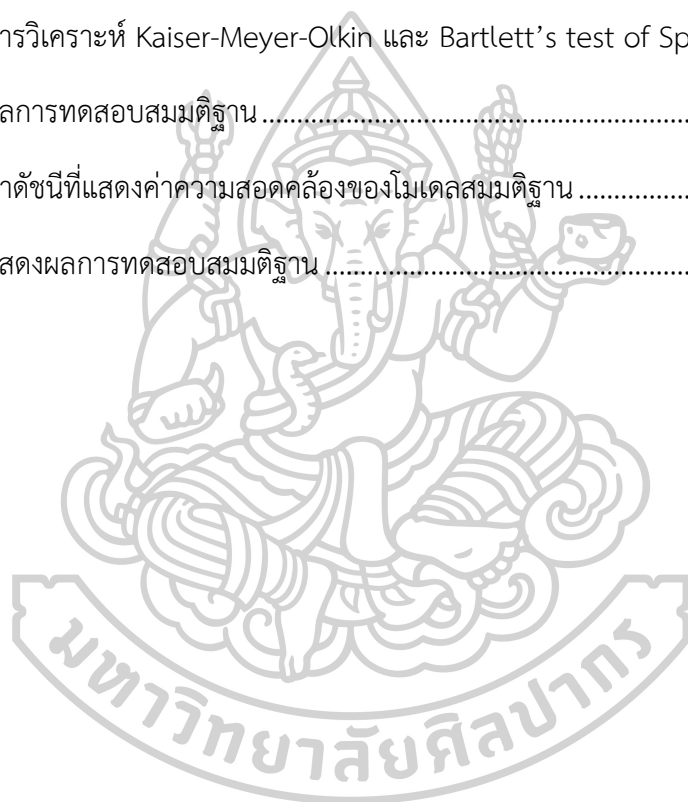 ารวิเคราะห์ Kaiser-Meyer-Olkin และ Bartlett’s test of Sp
ลการทดสอบสมมติฐาน ................................................................
าดัชนีที่แสดงค่าความสอดคล้องของโมเดลสมมติฐาน ................
สดงผลการทดสอบสมมติฐาน ......................................................
มหาวิทยาลัยศิลปากร